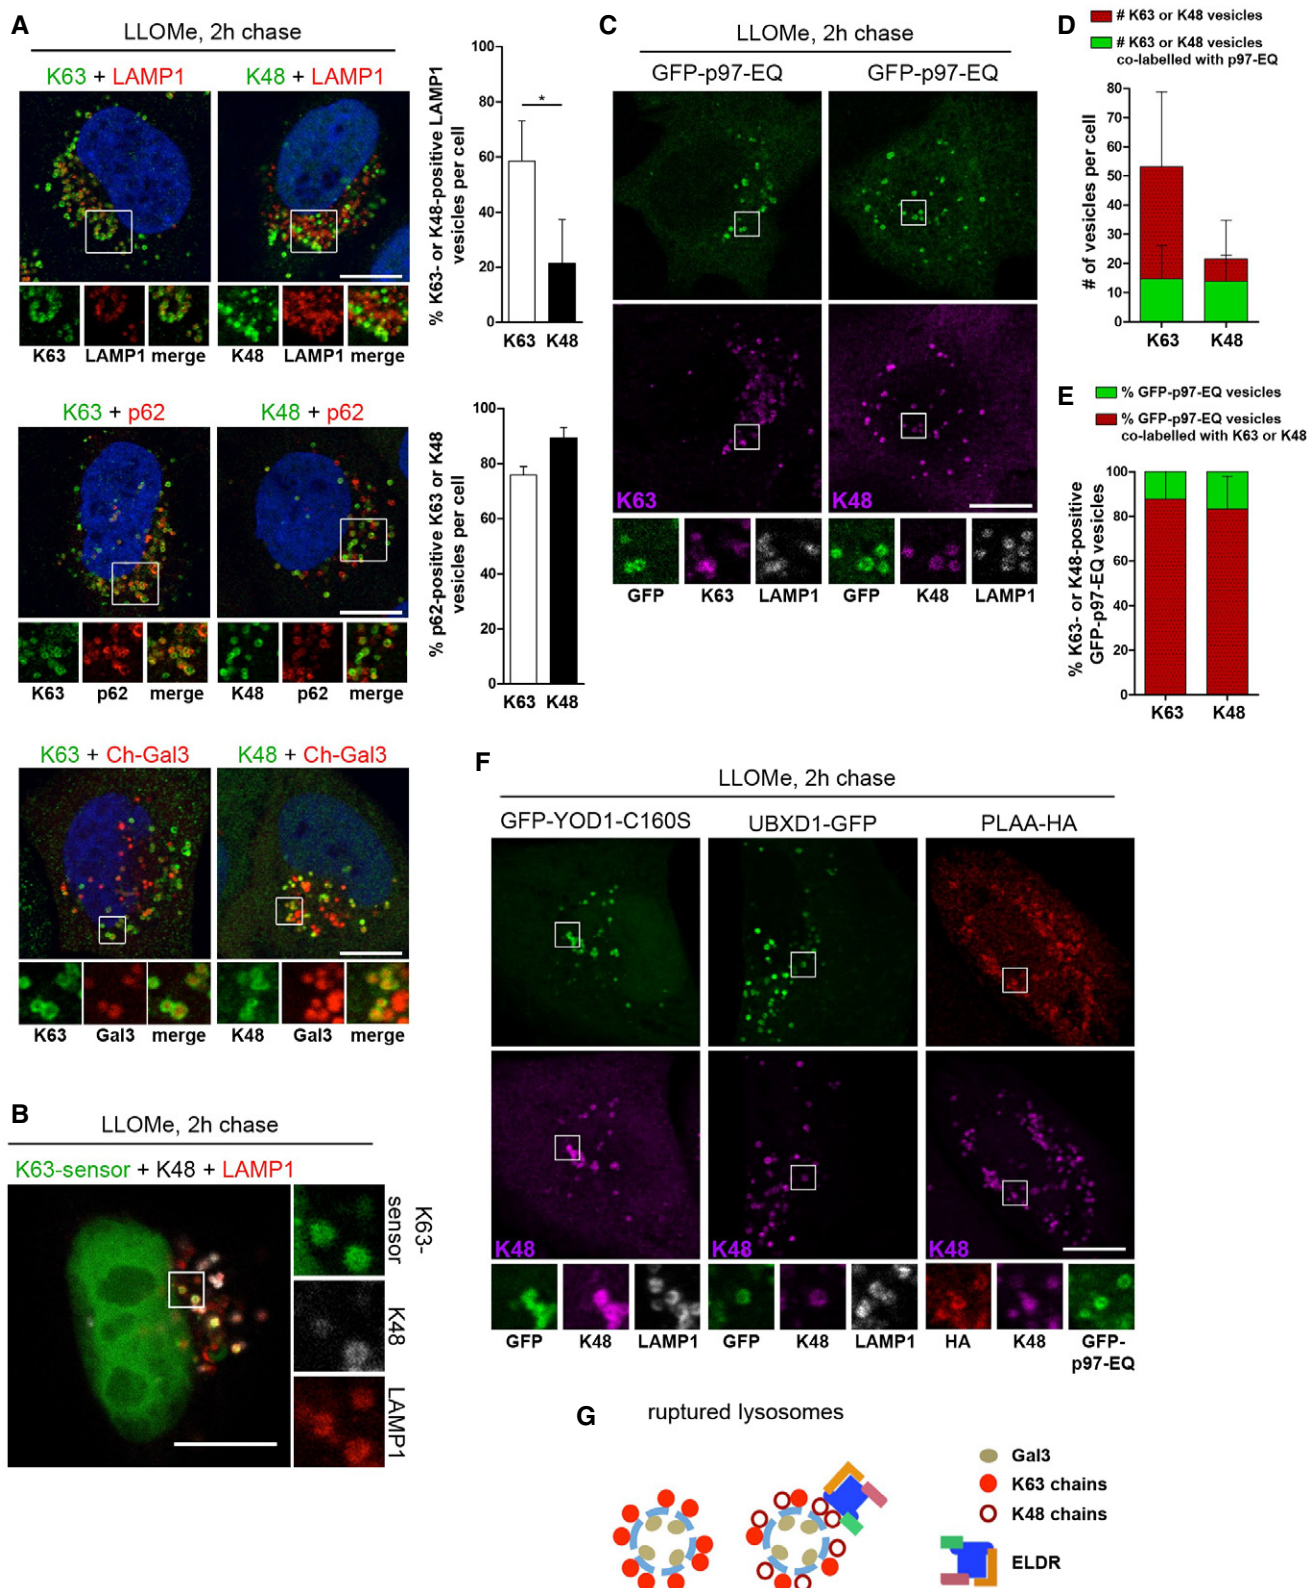 A
LLOMe, 2h chase
K63 + LAMP1
K48 + LAMP1
K63
LAMP1
merge
K48
LAMP1
merge
% K63- or K48-positive LAMP1
vesicles per cell
100
80
60
40
20
0
*
K63
K48
K63 + p62
K48 + p62
K63
p62
merge
K48
p62
merge
% p62-positive K63 or K48
vesicles per cell
100
80
60
40
20
0
K63
K48
K63 + Ch-Gal3
K48 + Ch-Gal3
K63
Gal3
merge
K48
Gal3
merge
B
LLOMe, 2h chase
K63-sensor + K48 + LAMP1
K63-
sensor
K48
LAMP1
C
LLOMe, 2h chase
GFP-p97-EQ
GFP-p97-EQ
K63
K48
GFP
K63
LAMP1
GFP
K48
LAMP1
D
# K63 or K48 vesicles
# K63 or K48 vesicles
co-labelled with p97-EQ
# of vesicles per cell
80
70
60
50
40
30
20
10
0
K63
K48
E
% GFP-p97-EQ vesicles
% GFP-p97-EQ vesicles
co-labelled with K63 or K48
% K63- or K48-positive
GFP-p97-EQ vesicles
100
80
60
40
20
0
K63
K48
F
LLOMe, 2h chase
GFP-YOD1-C160S
UBXD1-GFP
PLAA-HA
K48
K48
K48
GFP
K48
LAMP1
GFP
K48
LAMP1
HA
K48
GFP-
p97-EQ
G
ruptured lysosomes
Gal3
K63 chains
K48 chains
ELDR